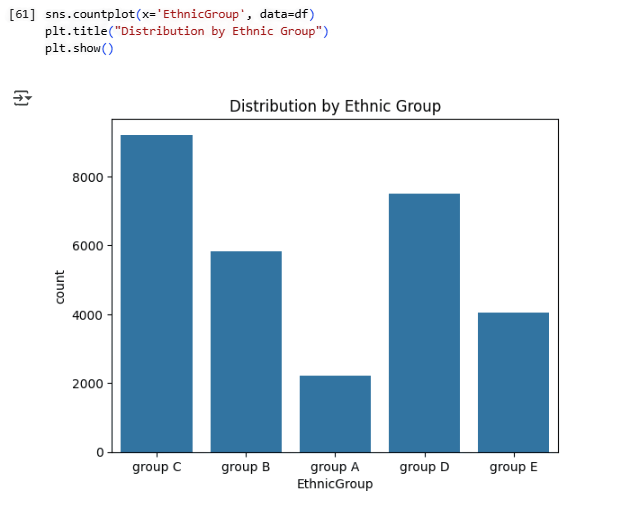 [61] sns.countplot(x='EthnicGroup', data=df)
plt.title("Distribution by Ethnic Group")
plt.show()
Distribution by Ethnic Group
8000
6000
4000
2000
0
count
group C group B group A group D group E
EthnicGroup